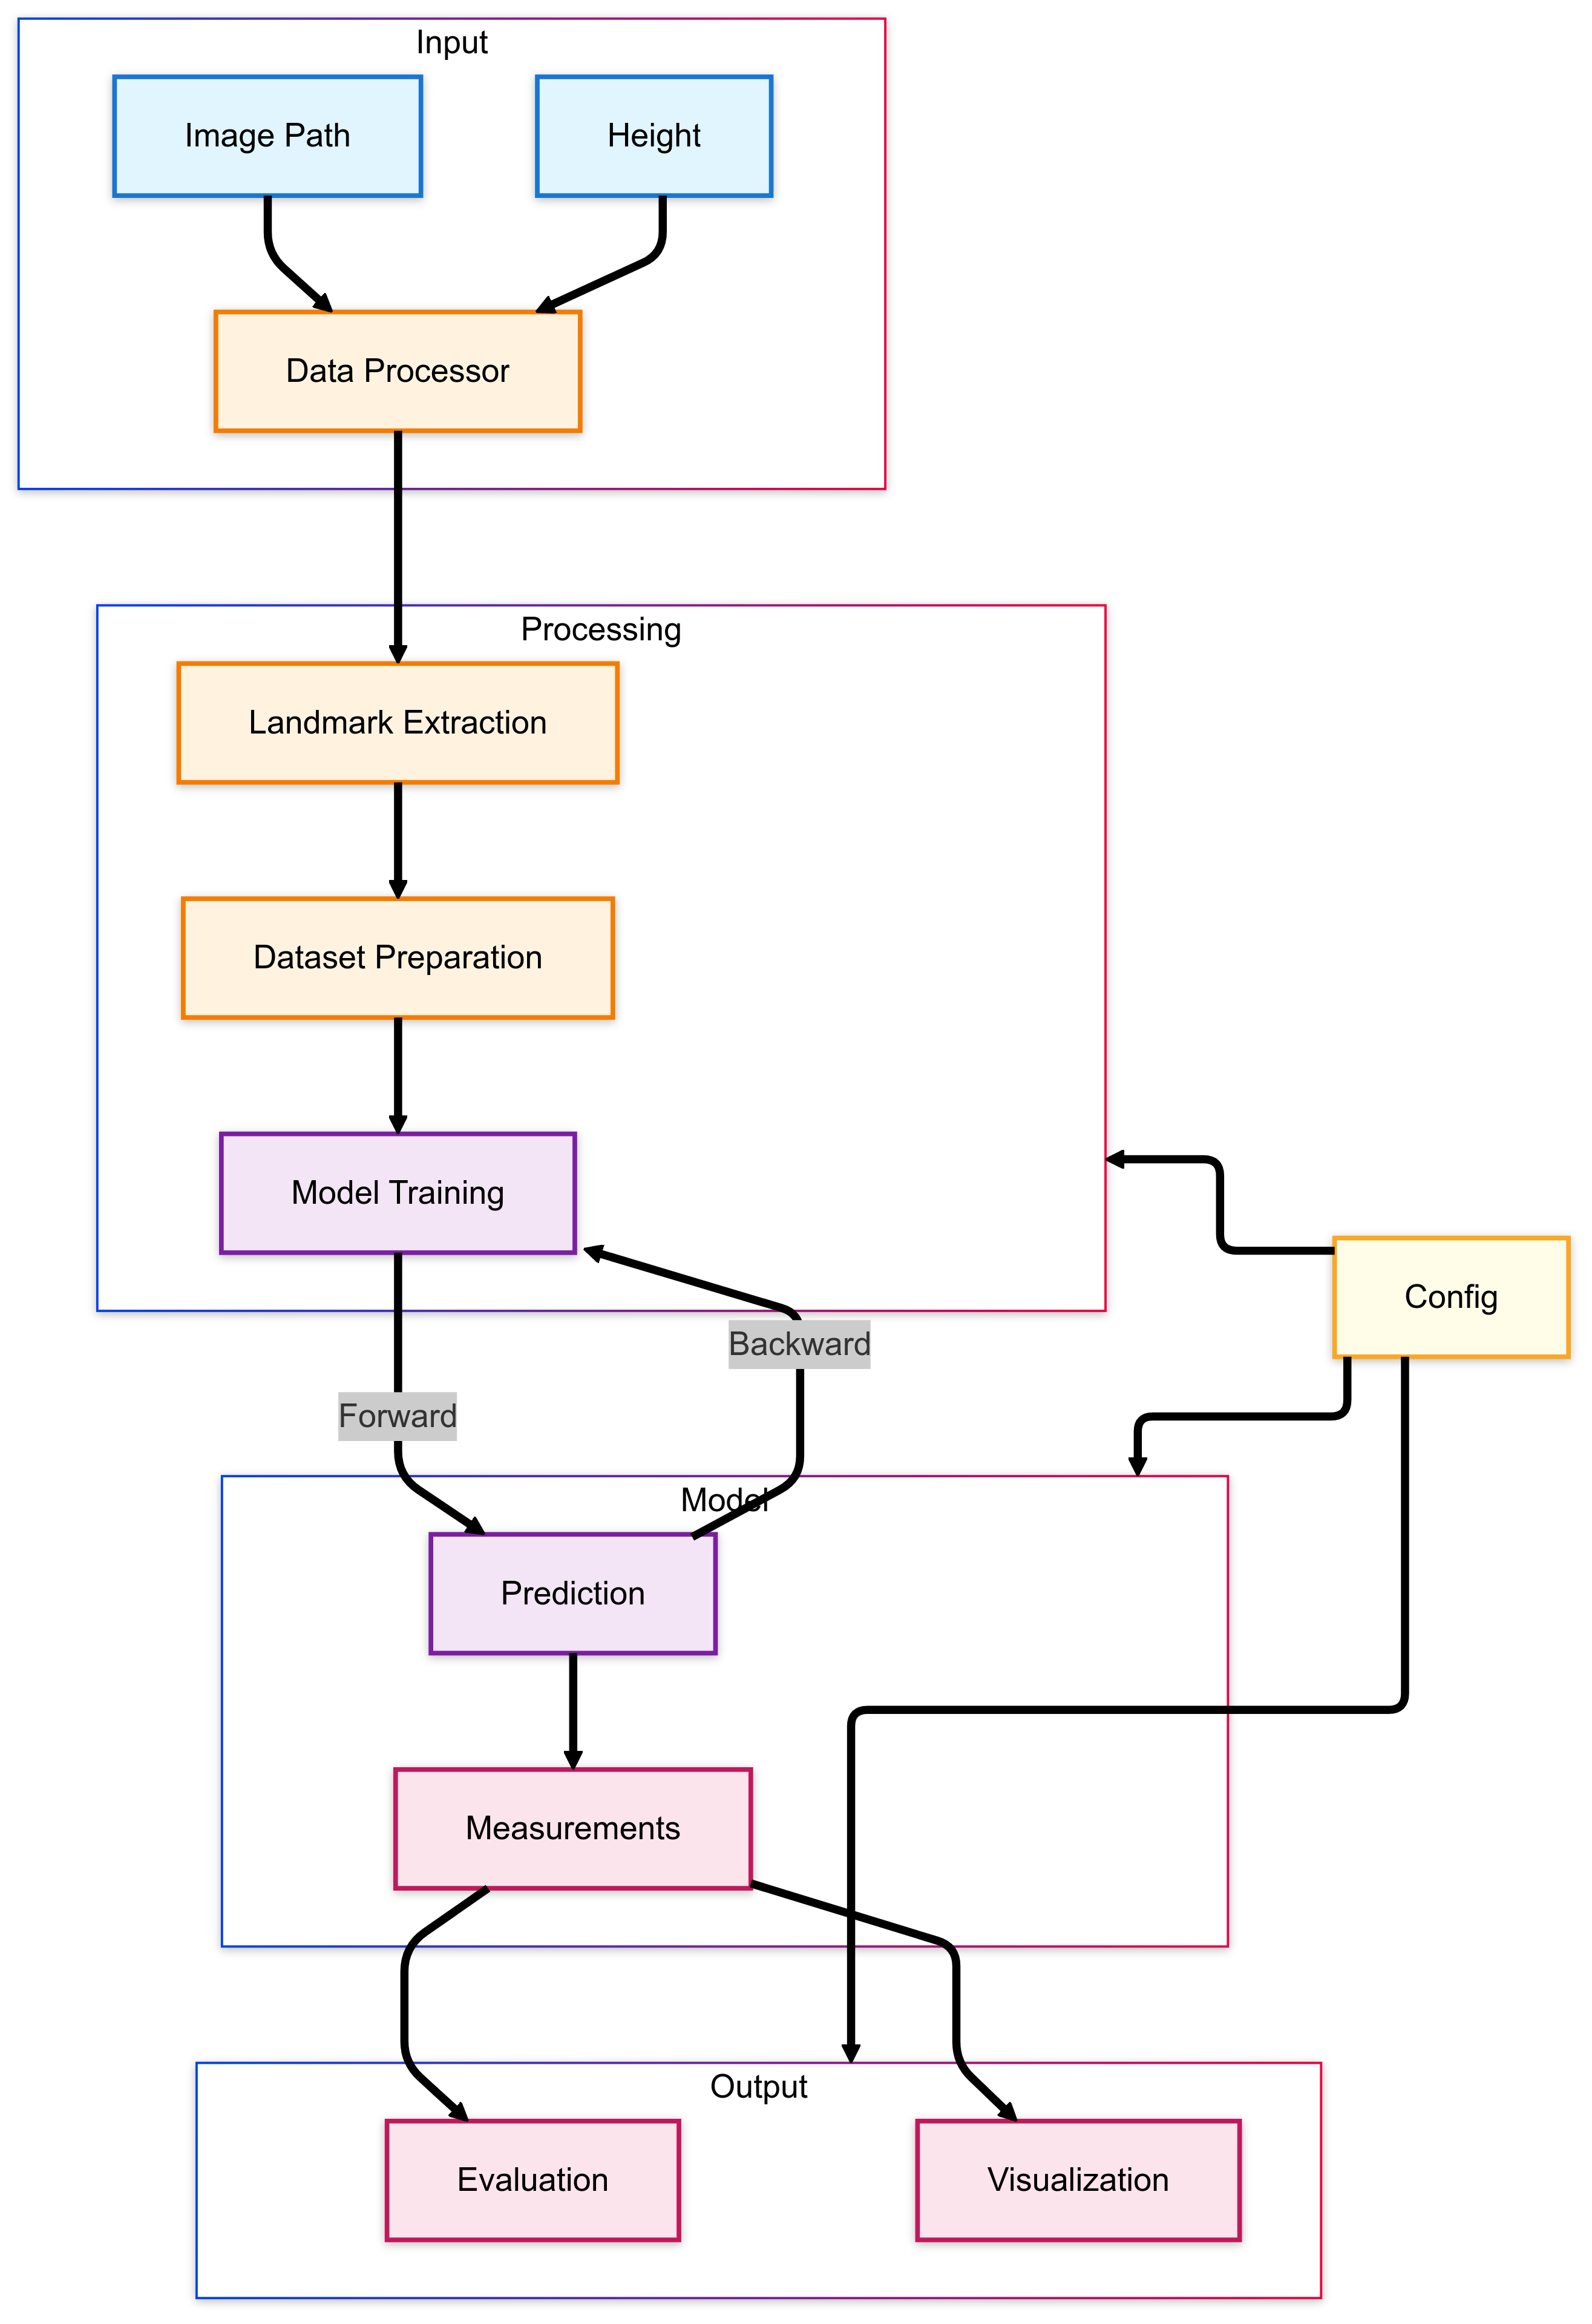 Input
Image Path
Height
Data Processor
Processing
Landmark Extraction
Dataset Preparation
Model Training
Config
Backward
Forward
Model
Prediction
Measurements
Output
Evaluation
Visualization